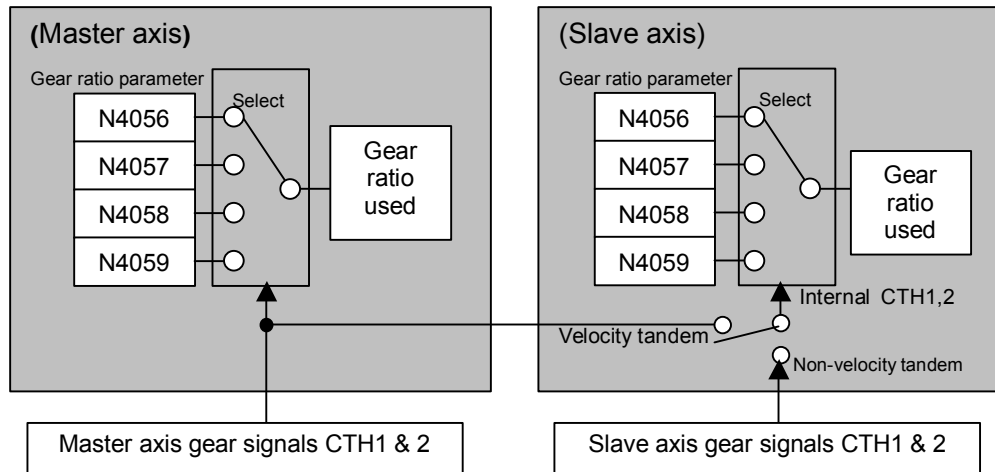 (Master axis)
Gear ratio parameter
Select
N4056
N4057
N4058
N4059
Gear
ratio
used
(Slave axis)
Gear ratio parameter
Select
N4056
N4057
N4058
N4059
Gear
ratio
used
Internal CTH1,2
Velocity tandem
Non-velocity tandem
Master axis gear signals CTH1 & 2
Slave axis gear signals CTH1 & 2